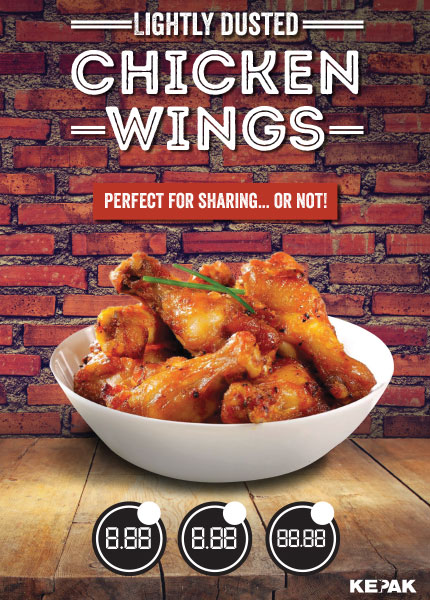 LIGHTLY DUSTED
CHICKEN
WINGS
PERFECT FOR SHARING... OR NOT!
8.88 8.88 88.88
KEPAK